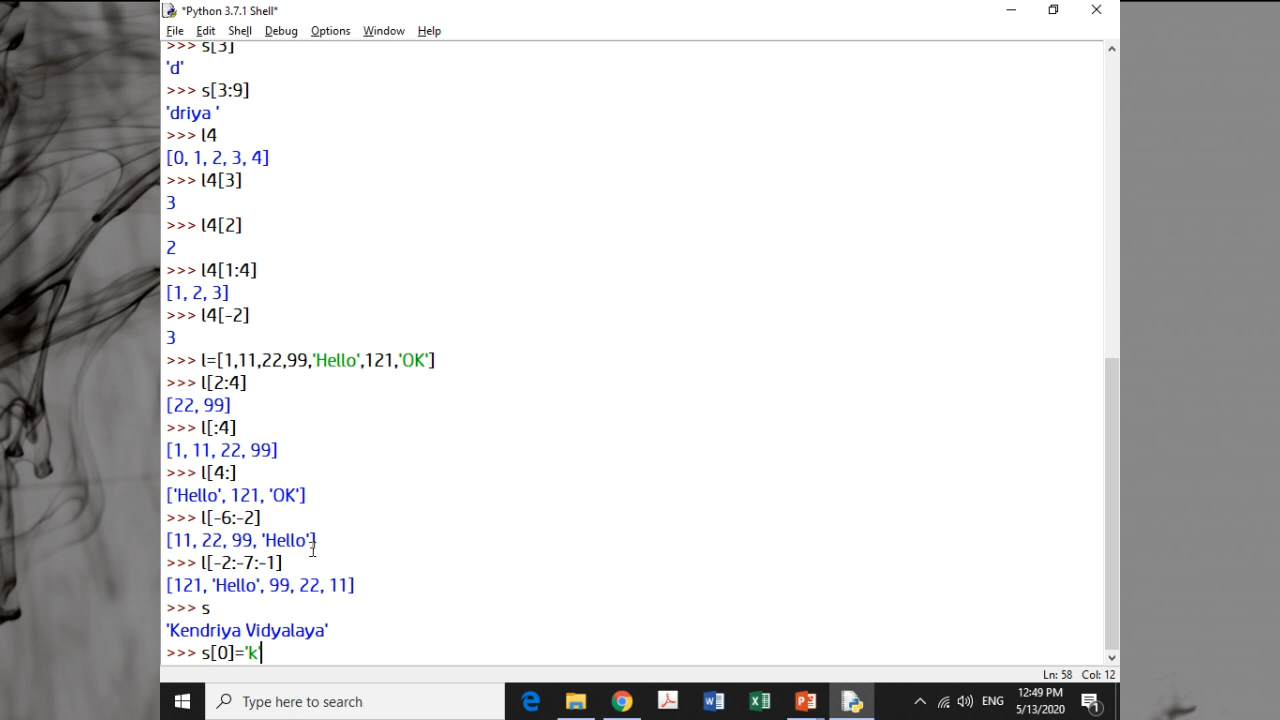 *Python 3.7.1 Shell*
File Edit Shell Debug Options Window Help
>>> s[3]
'd'
>>> s[3:9]
'driya '
>>> l4
[0, 1, 2, 3, 4]
>>> l4[3]
3
>>> l4[2]
2
>>> l4[1:4]
[1, 2, 3]
>>> l4[-2]
3
>>> l=[1,11,22,99,'Hello',121,'OK']
>>> l[2:4]
[22, 99]
>>> l[:4]
[1, 11, 22, 99]
>>> l[4:]
['Hello', 121, 'OK']
>>> l[-6:-2]
[11, 22, 99, 'Hello']
>>> l[-2:-7:-1]
[121, 'Hello', 99, 22, 11]
>>> s
'Kendriya Vidyalaya'
>>> s[0]='k'
Ln: 58 Col: 12
Type here to search
ENG
12:49 PM
5/13/2020
1